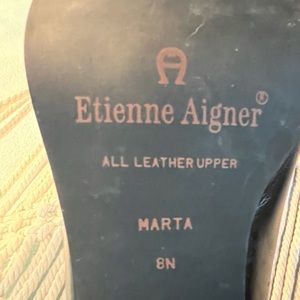 Etienne Aigner®
ALL LEATHER UPPER
MARTA
8N